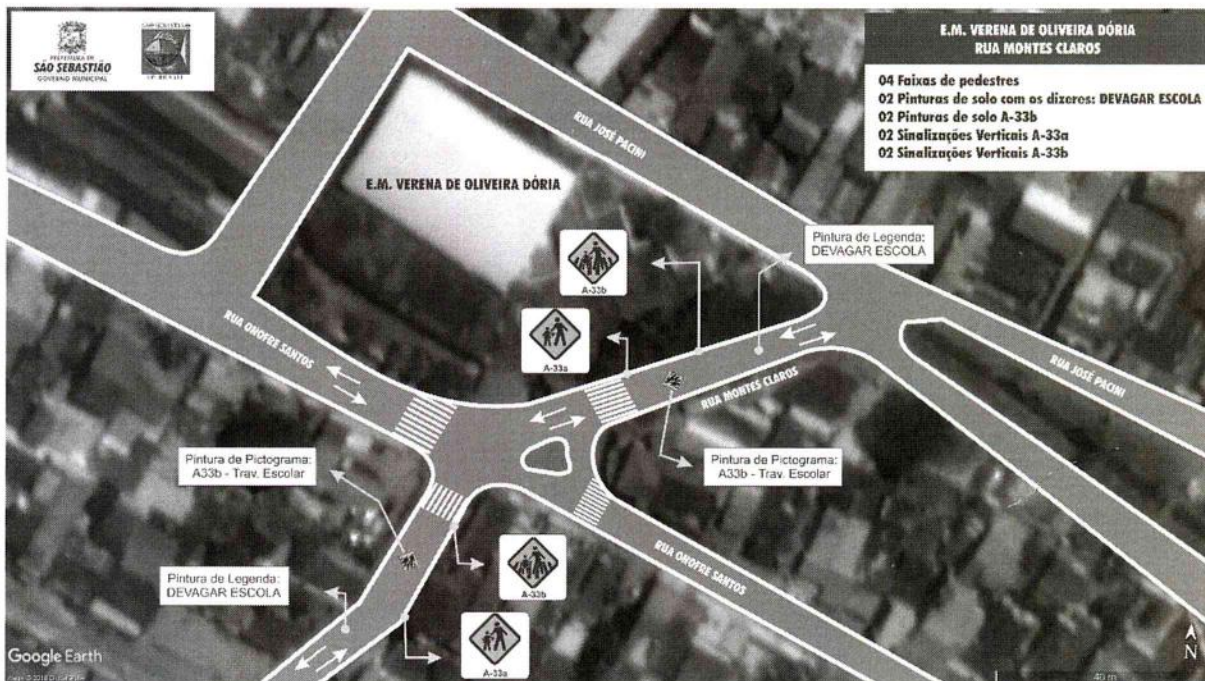 PREFEITURA DE
SÃO SEBASTIÃO
GOVERNO MUNICIPAL
E.M. VERENA DE OLIVEIRA DÓRIA
RUA MONTES CLAROS
04 Faixas de pedestres
02 Pinturas de solo com os dizeres: DEVAGAR ESCOLA
02 Pinturas de solo A-33b
02 Sinalizações Verticais A-33a
02 Sinalizações Verticais A-33b
RUA JOSÉ PACINI
E.M. VERENA DE OLIVEIRA DÓRIA
Pintura de Legenda:
DEVAGAR ESCOLA
A-33b
A-33a
RUA ONOFRE SANTOS
RUA MONTES CLAROS
RUA JOSÉ PACINI
Pintura de Pictograma:
A33b - Trav. Escolar
Pintura de Pictograma:
A33b - Trav. Escolar
RUA ONOFRE SANTOS
A-33b
Pintura de Legenda:
DEVAGAR ESCOLA
A-33a
Google Earth
N
40 m